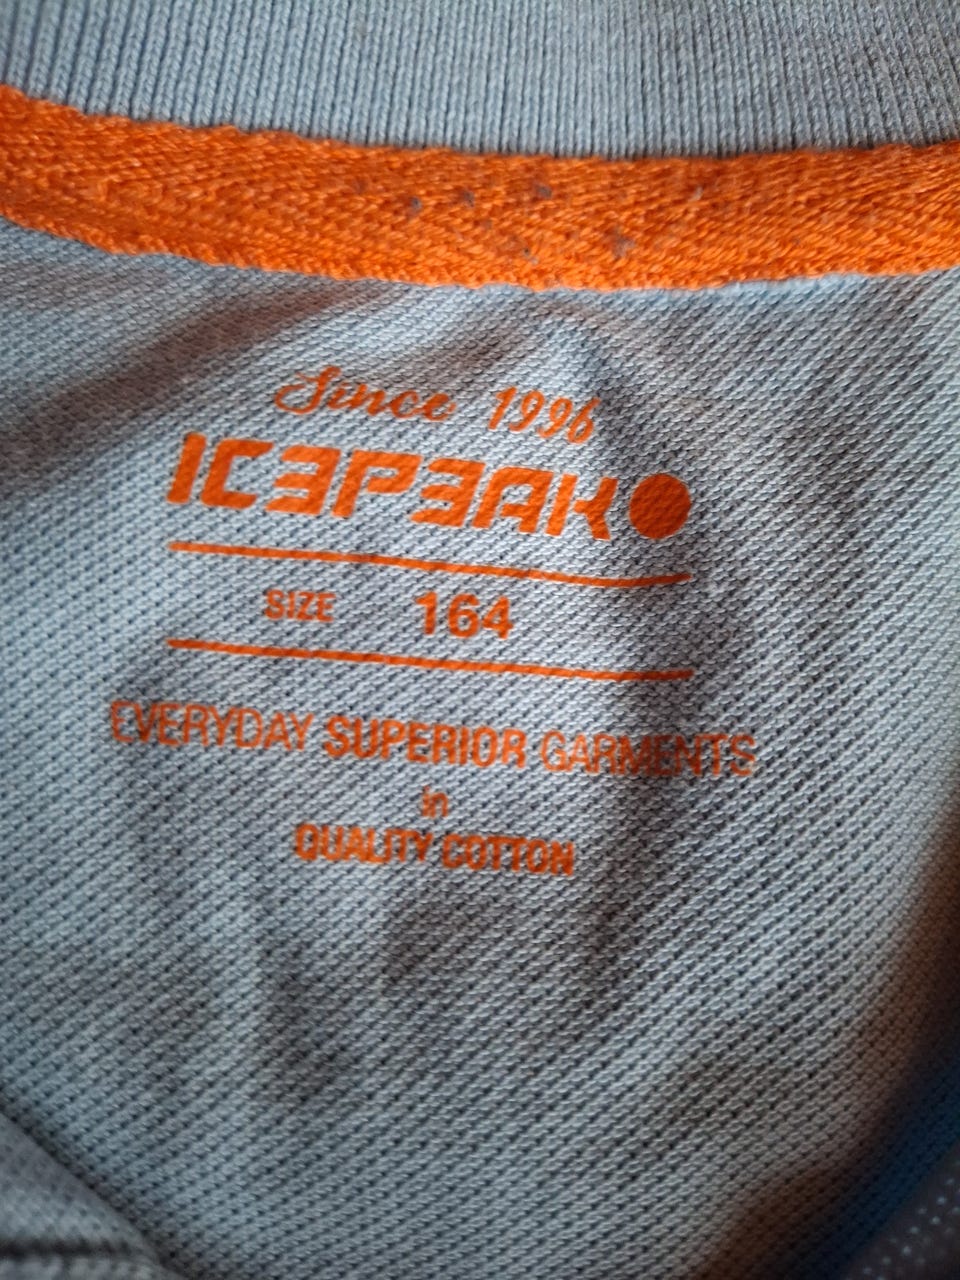 Since 1996
ICEPEAK
SIZE 164
EVERYDAY SUPERIOR GARMENTS
in
QUALITY COTTON